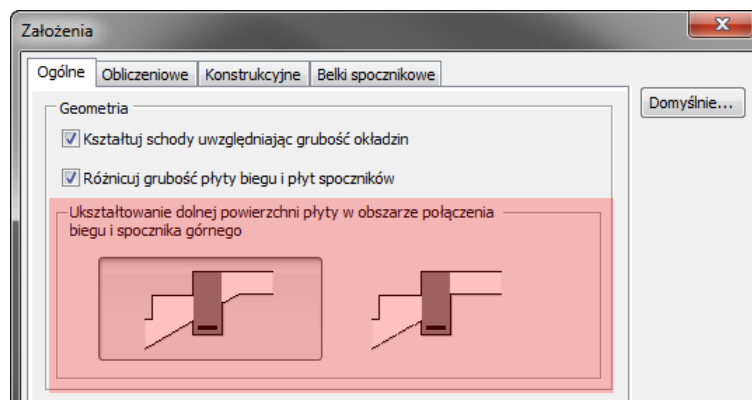 Założenia
Ogólne
Obliczeniowe
Konstrukcyjne
Belki spocznikowe
Domyślnie...
Geometria
Kształtuj schody uwzględniając grubość okładzin
Różnicuj grubość płyty biegu i płyt spoczników
Ukształtowanie dolnej powierzchni płyty w obszarze połączenia
biegu i spocznika górnego